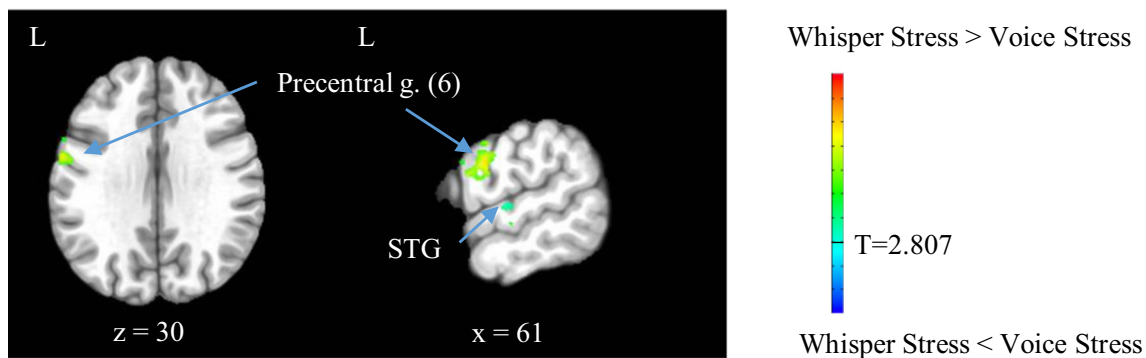 L
L
Precentral g. (6)
STG
z = 30
x = 61
Whisper Stress > Voice Stress
T=2.807
Whisper Stress < Voice Stress